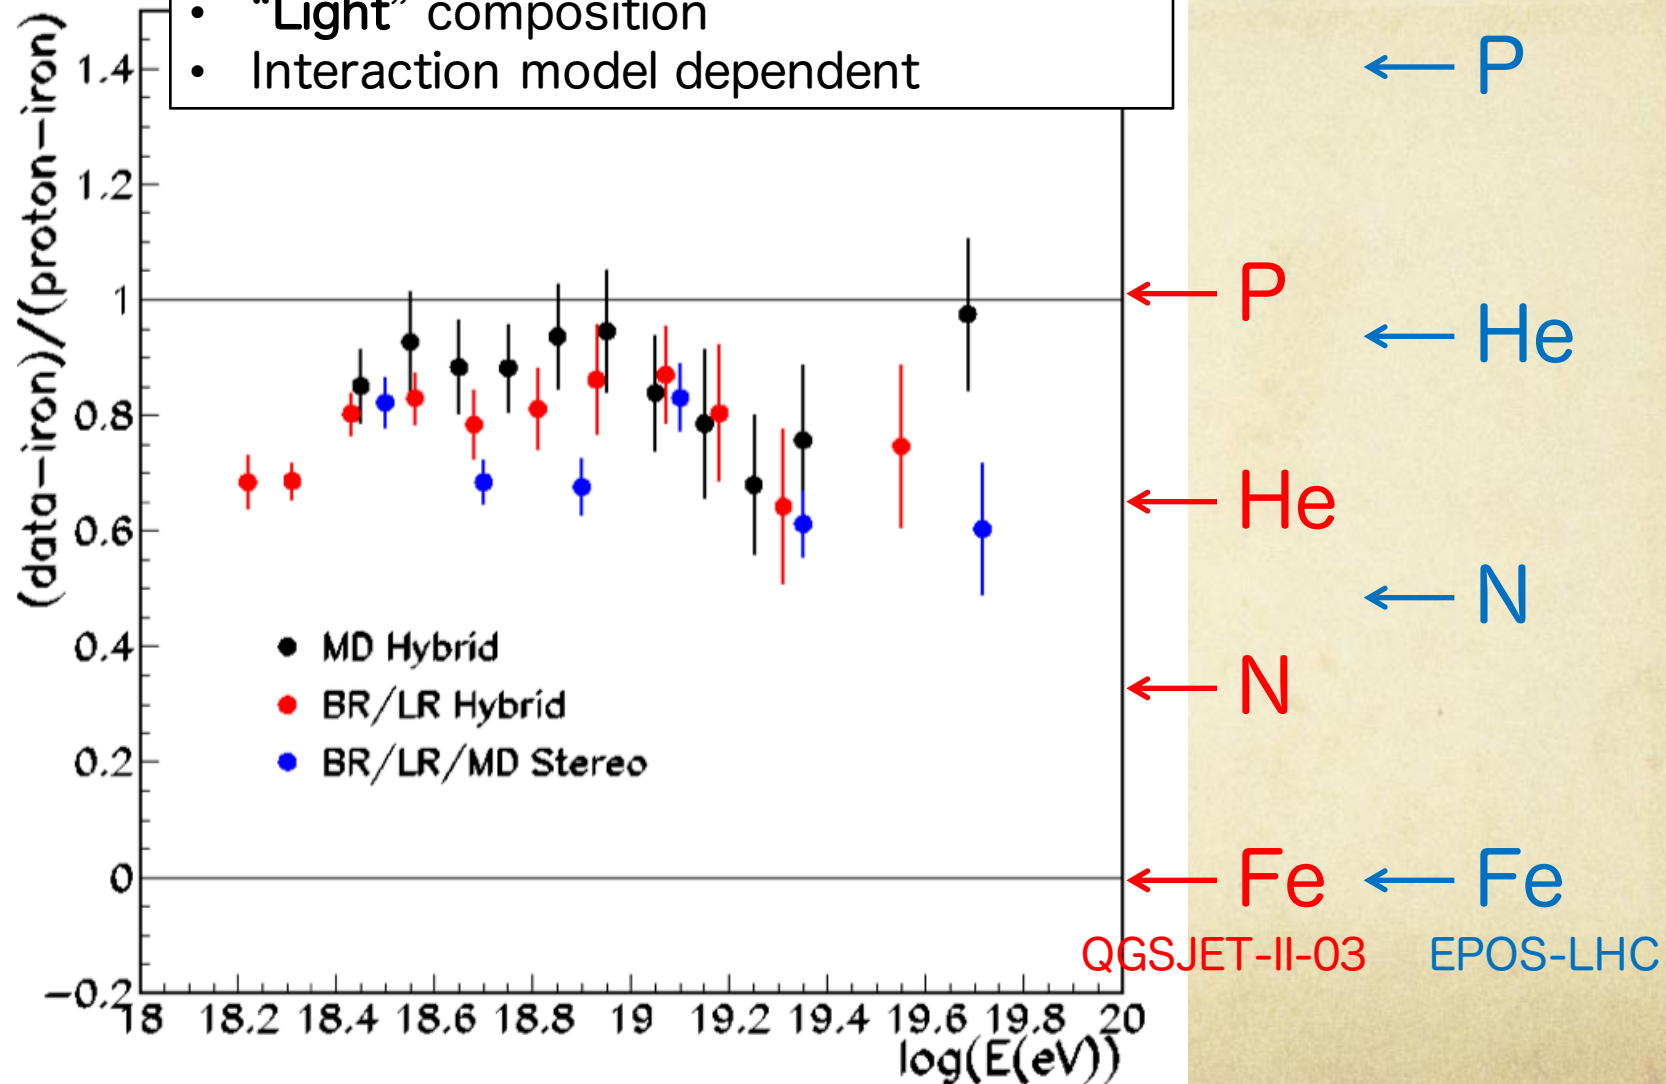 • “Light” composition
• Interaction model dependent
(data-iron)/(proton-iron)
1.4
1.2
1
0.8
0.6
0.4
0.2
0
-0.2
MD Hybrid
BR/LR Hybrid
BR/LR/MD Stereo
18 18.2 18.4 18.6 18.8 19 19.2 19.4 19.6 19.8 20
log(E(eV))
P
He
N
Fe
QGSJET-II-03
P
He
N
Fe
EPOS-LHC